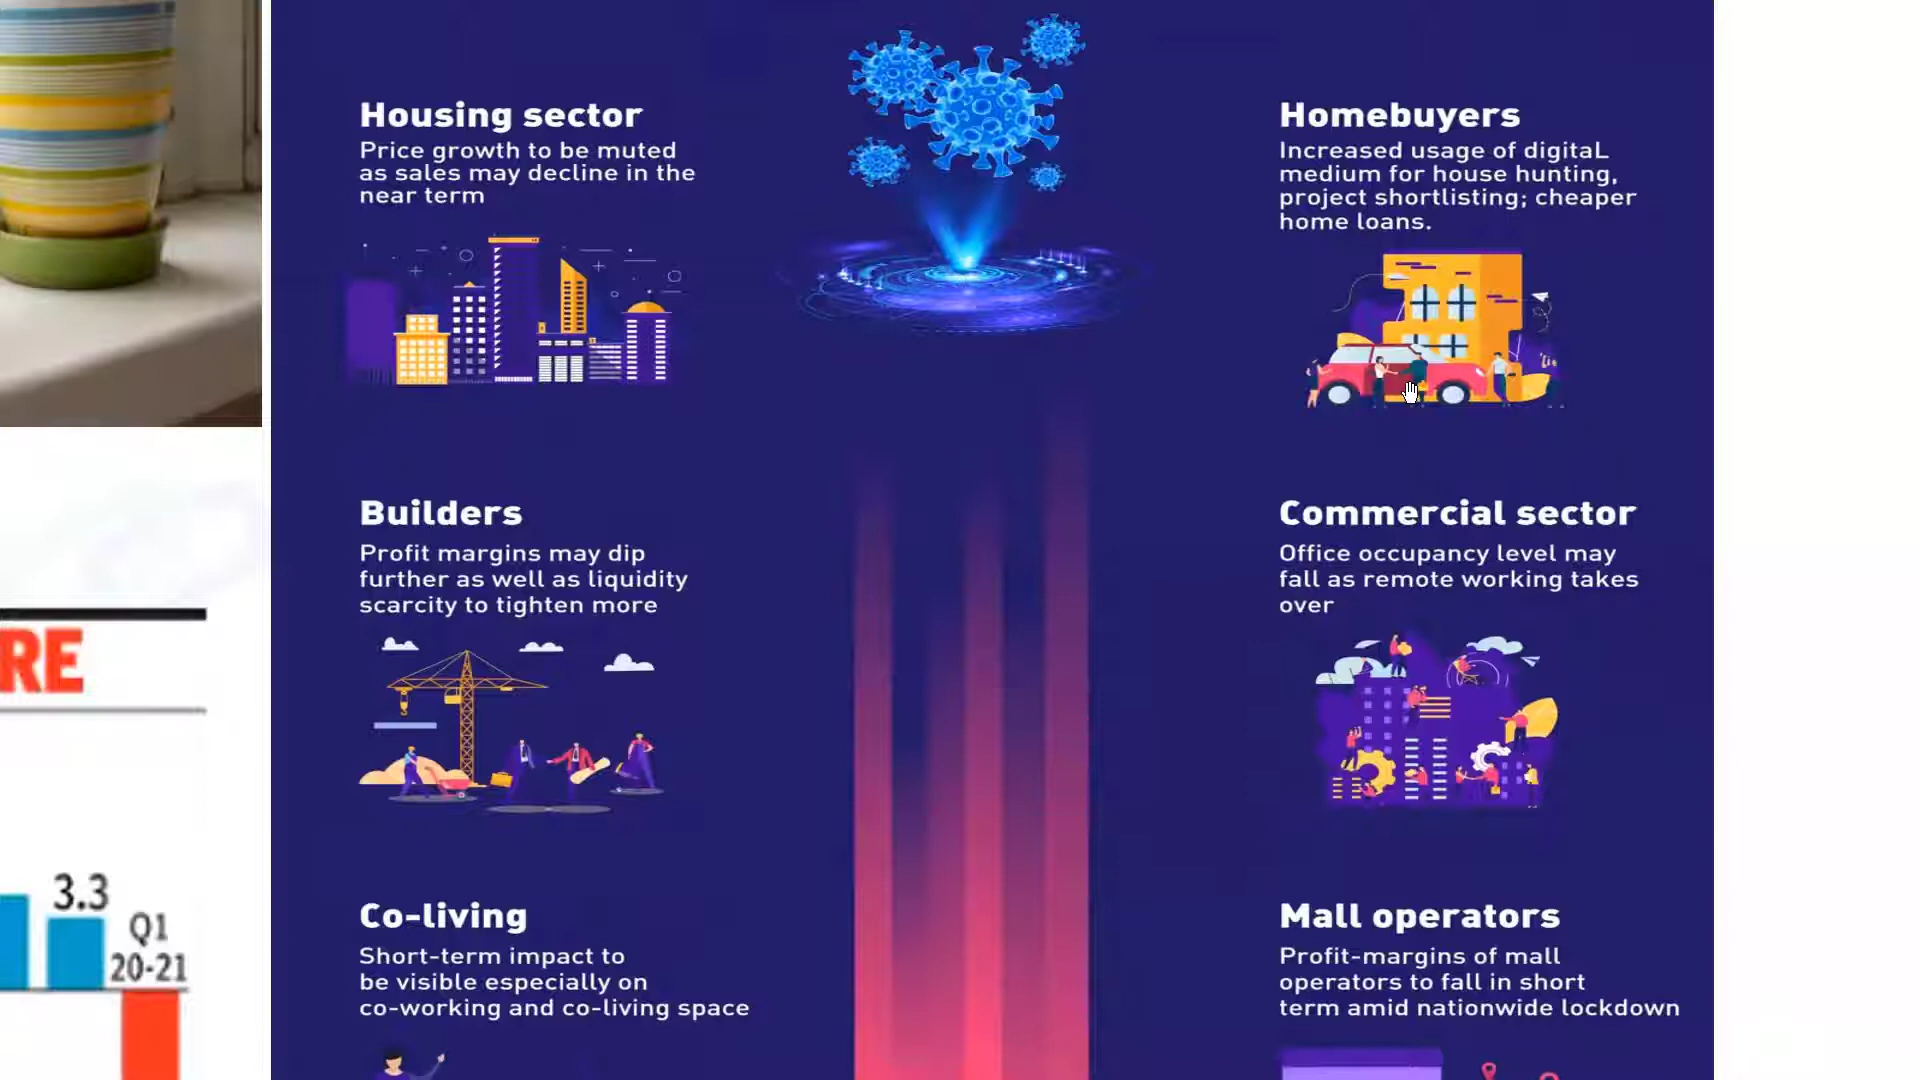 Housing sector
Price growth to be muted
as sales may decline in the
near term
Homebuyers
Increased usage of digitaL
medium for house hunting,
project shortlisting; cheaper
home loans.
Builders
Profit margins may dip
further as well as liquidity
scarcity to tighten more
Commercial sector
Office occupancy level may
fall as remote working takes
over
Co-living
Short-term impact to
be visible especially on
co-working and co-living space
Mall operators
Profit-margins of mall
operators to fall in short
term amid nationwide lockdown
RE
3.3
Q1
20-21